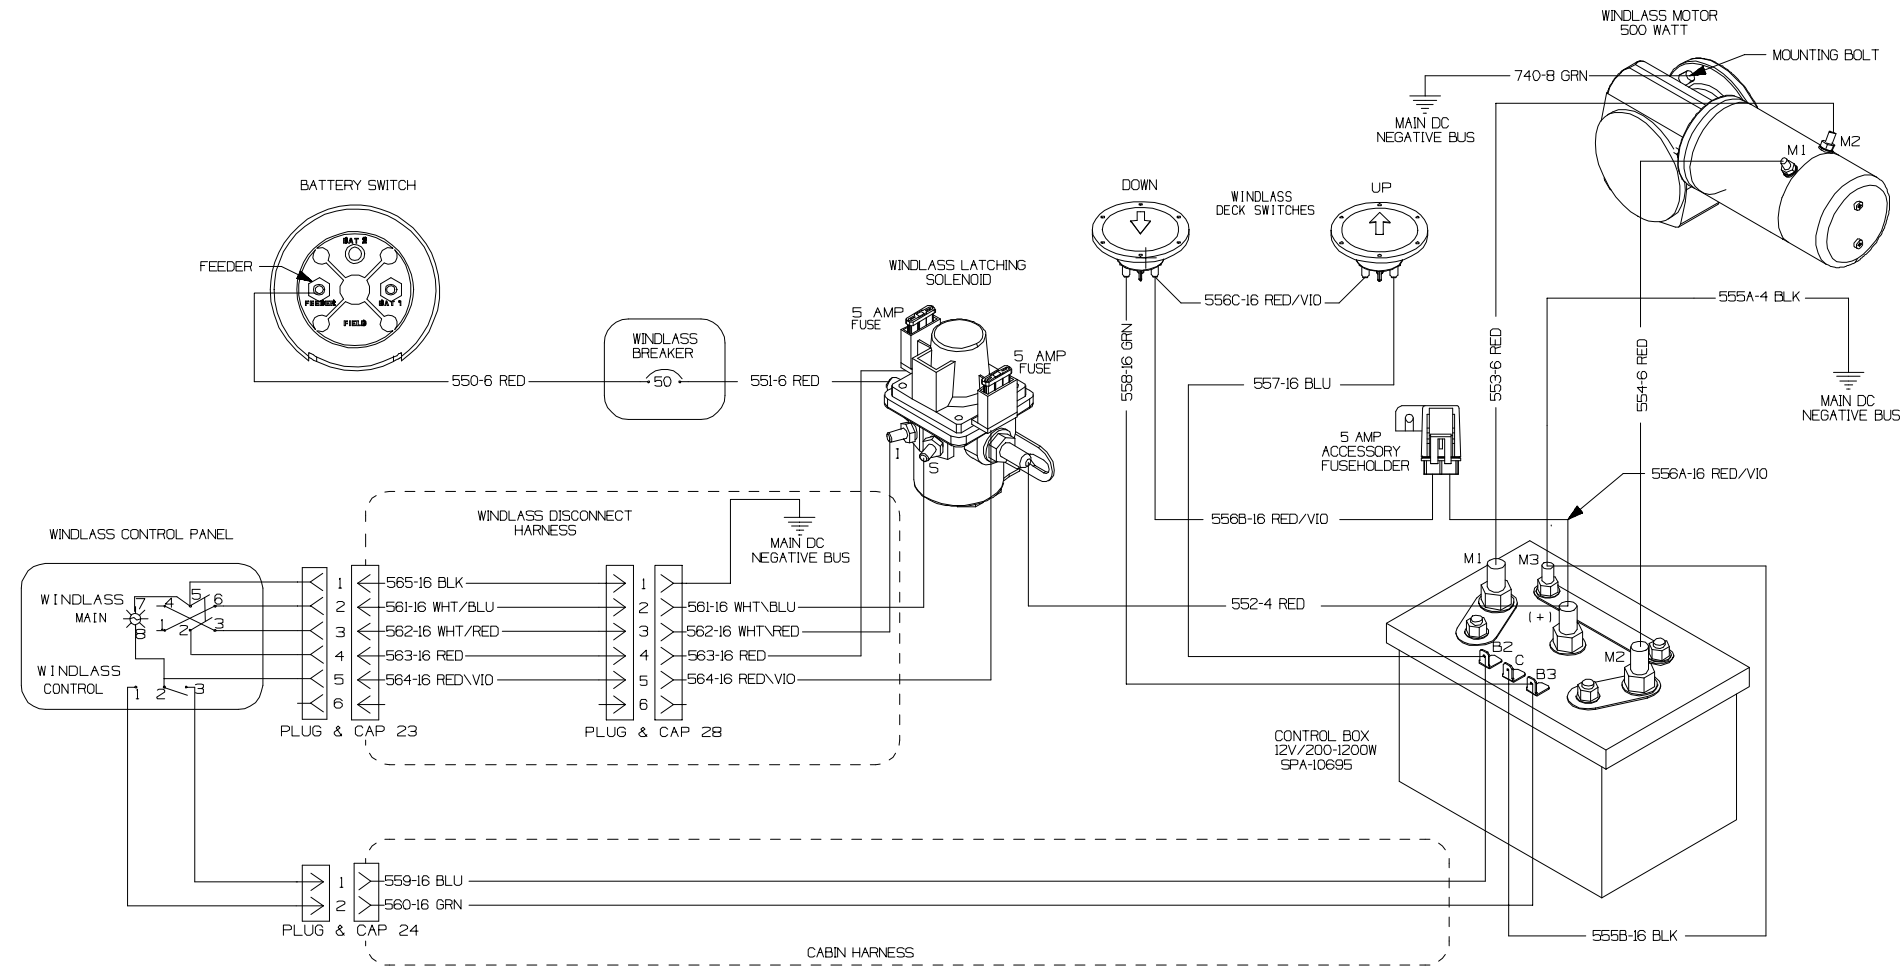 WINDLASS MOTOR
500 WATT
MOUNTING BOLT
740-8 GRN
MAIN DC
NEGATIVE BUS
M2
M1
BATTERY SWITCH
BAT 2
FEEDER
FEEDER
BAT 1
FIELD
DOWN
WINDLASS
DECK SWITCHES
UP
WINDLASS LATCHING
SOLENOID
5 AMP
FUSE
5 AMP
FUSE
556C-16 RED/VIO
555A-4 BLK
WINDLASS
BREAKER
50
550-6 RED
551-6 RED
558-16 GRN
557-16 BLU
553-6 RED
554-6 RED
MAIN DC
NEGATIVE BUS
5 AMP
ACCESSORY
FUSEHOLDER
556A-16 RED/VIO
I
S
556B-16 RED/VIO
WINDLASS DISCONNECT
HARNESS
MAIN DC
NEGATIVE BUS
WINDLASS CONTROL PANEL
WINDLASS
MAIN
7
8
4
5
6
1
2
3
WINDLASS
CONTROL
1
2
3
1
2
3
4
5
6
565-16 BLK
561-16 WHT/BLU
562-16 WHT/RED
563-16 RED
564-16 RED\VIO
1
2
3
4
5
6
561-16 WHT\BLU
562-16 WHT\RED
563-16 RED
564-16 RED\VIO
PLUG & CAP 23
PLUG & CAP 28
552-4 RED
M1
M3
(+)
M2
B2
C
B3
CONTROL BOX
12V/200-1200W
SPA-10695
1
2
559-16 BLU
560-16 GRN
PLUG & CAP 24
555B-16 BLK
CABIN HARNESS